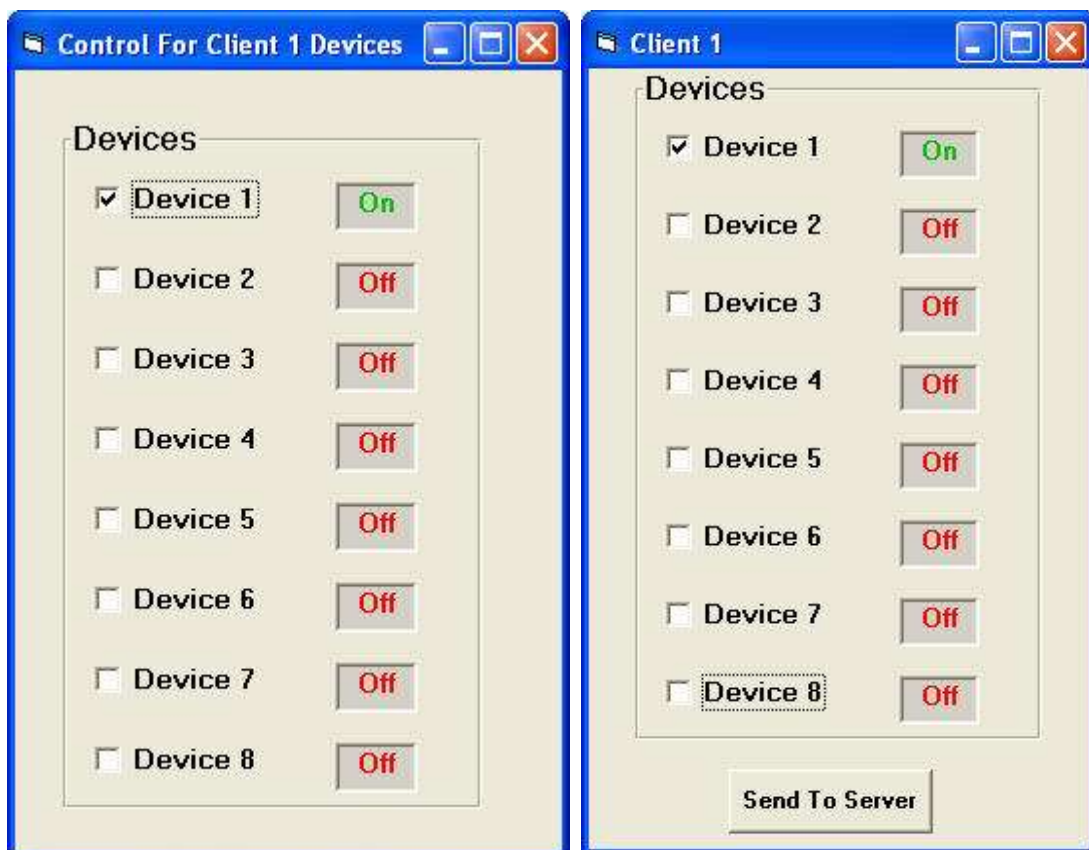 Control For Client 1 Devices
Devices
Device 1 On
Device 2 Off
Device 3 Off
Device 4 Off
Device 5 Off
Device 6 Off
Device 7 Off
Device 8 Off
Client 1
Devices
Device 1 On
Device 2 Off
Device 3 Off
Device 4 Off
Device 5 Off
Device 6 Off
Device 7 Off
Device 8 Off
Send To Server